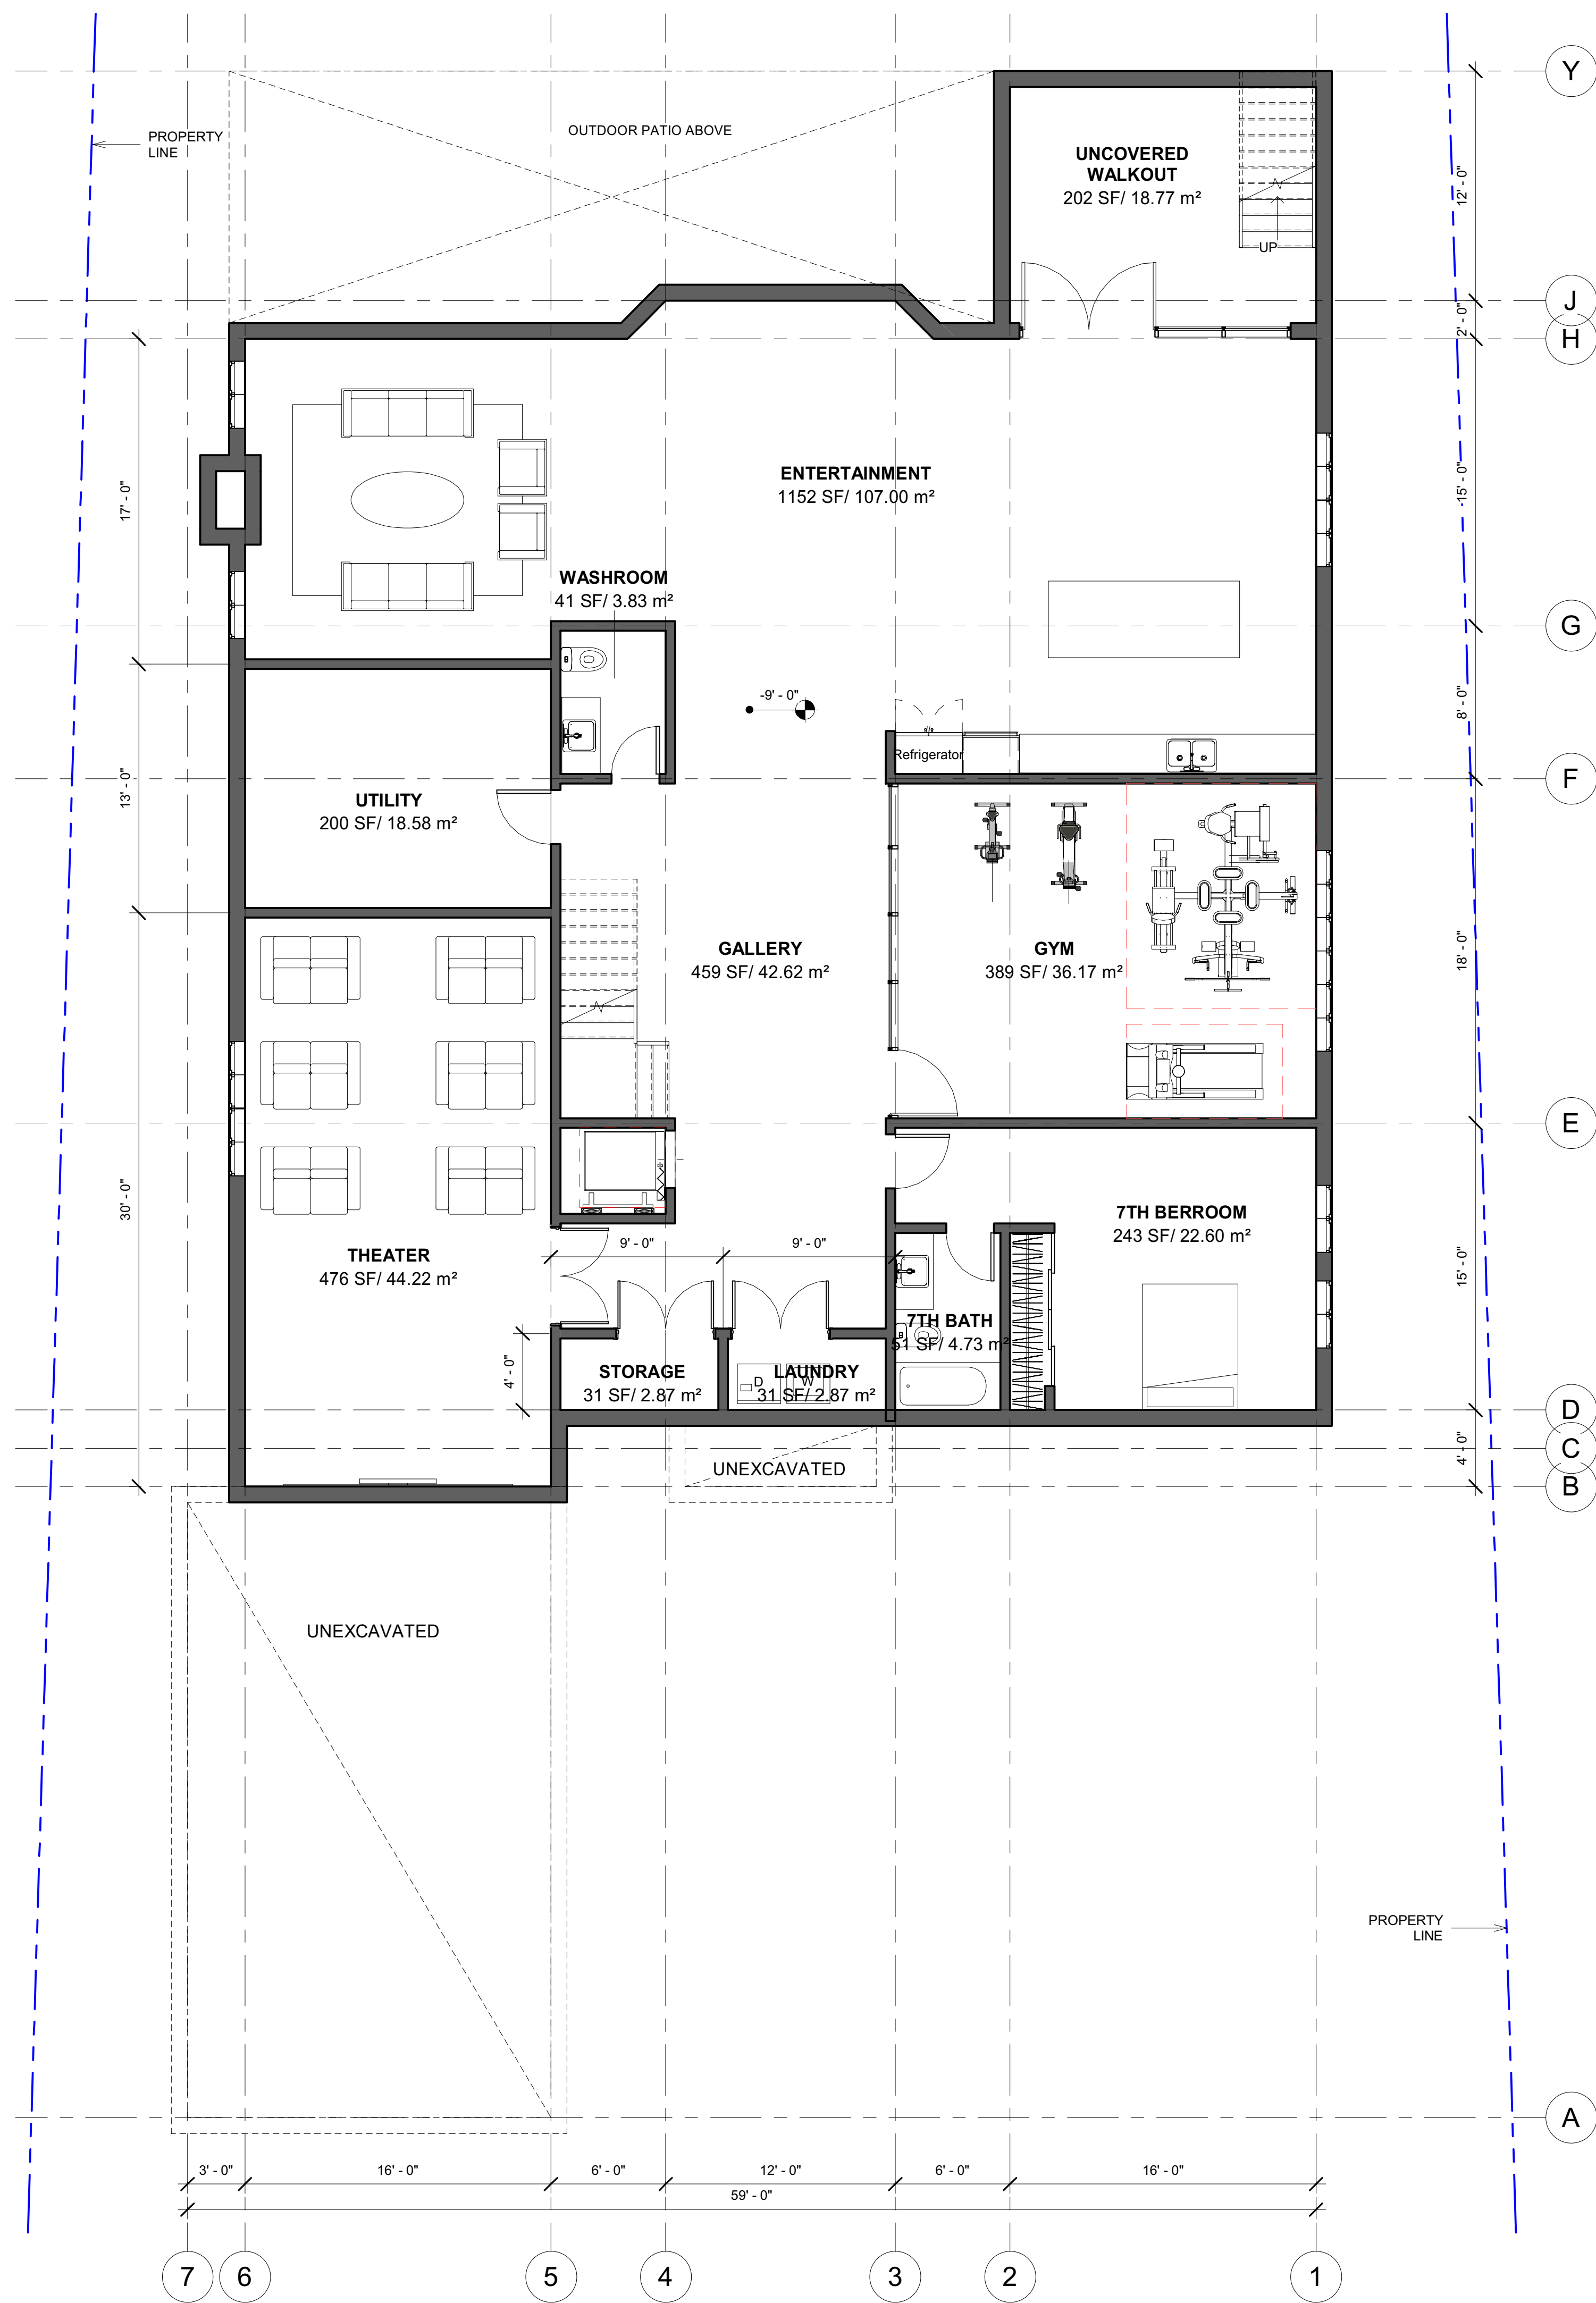 Y
PROPERTY
LINE
OUTDOOR PATIO ABOVE
UNCOVERED
WALKOUT
202 SF/ 18.77 m²
12' - 0"
UP
J
2' - 0"
H
ENTERTAINMENT
1152 SF/ 107.00 m²
17' - 0"
15' - 0"
WASHROOM
41 SF/ 3.83 m²
G
-9' - 0"
8' - 0"
Refrigerator
F
13' - 0"
UTILITY
200 SF/ 18.58 m²
GALLERY
459 SF/ 42.62 m²
GYM
389 SF/ 36.17 m²
18' - 0"
E
30' - 0"
7TH BERROOM
243 SF/ 22.60 m²
THEATER
476 SF/ 44.22 m²
9' - 0"
9' - 0"
15' - 0"
7TH BATH
51 SF/ 4.73 m²
4' - 0"
STORAGE
31 SF/ 2.87 m²
D
W
LAUNDRY
31 SF/ 2.87 m²
D
4' - 0"
C
UNEXCAVATED
B
UNEXCAVATED
PROPERTY
LINE
A
3' - 0"
16' - 0"
6' - 0"
12' - 0"
6' - 0"
16' - 0"
59' - 0"
7
6
5
4
3
2
1